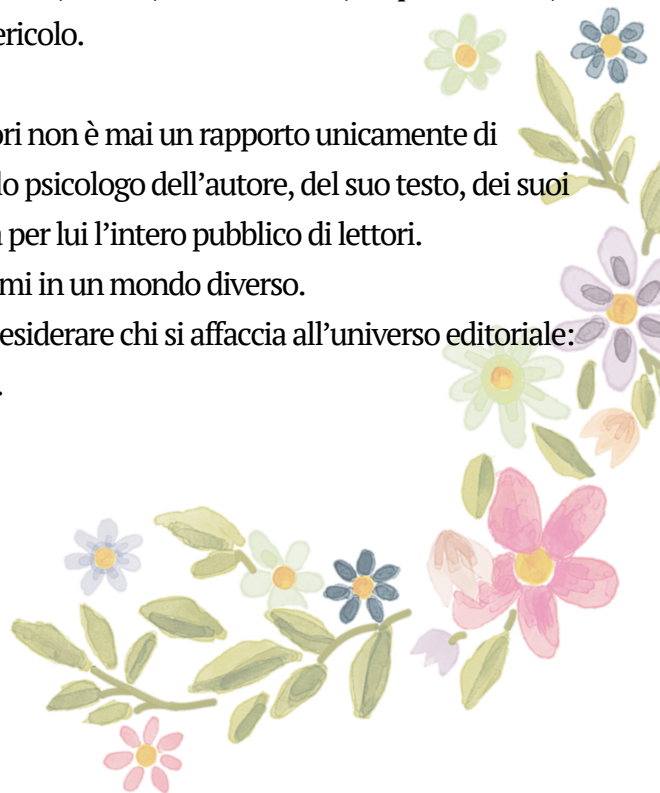 ericolo.
ori non è mai un rapporto unicamente di
lo psicologo dell’autore, del suo testo, dei suoi
per lui l’intero pubblico di lettori.
mi in un mondo diverso.
esiderare chi si affaccia all’universo editoriale:
.